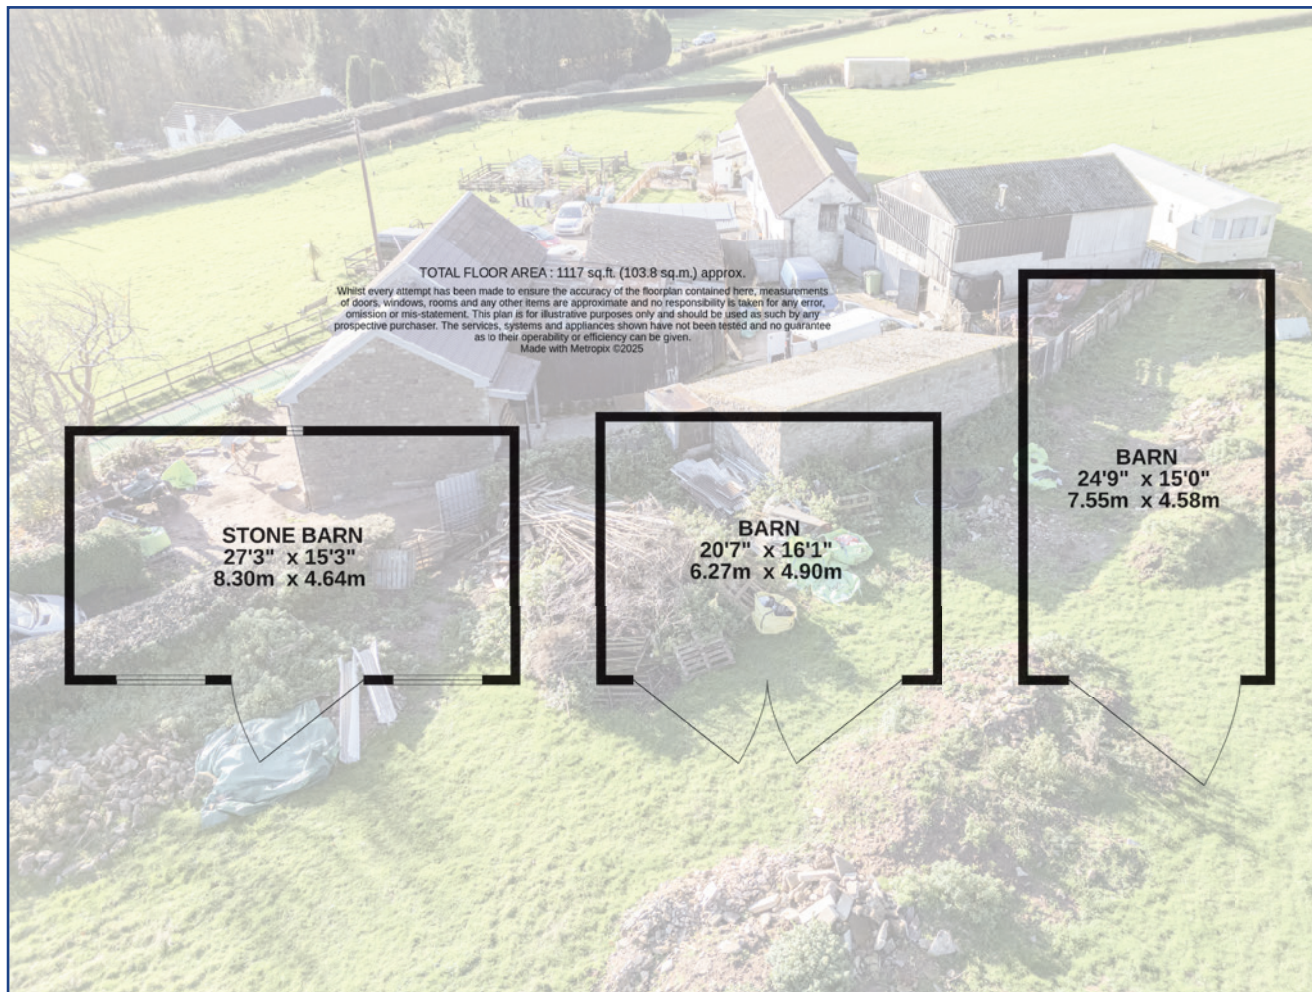 TOTAL FLOOR AREA : 1117 sq.ft. (103.8 sq.m.) approx.
Whilst every attempt has been made to ensure the accuracy of the floorplan contained here, measurements
of doors, windows, rooms and any other items are approximate and no responsibility is taken for any error,
omission or mis-statement. This plan is for illustrative purposes only and should be used as such by any
prospective purchaser. The services, systems and appliances shown have not been tested and no guarantee
as to their operability or efficiency can be given.
Made with Metropix ©2025
STONE BARN
27'3" x 15'3"
8.30m x 4.64m
BARN
20'7" x 16'1"
6.27m x 4.90m
BARN
24'9" x 15'0"
7.55m x 4.58m